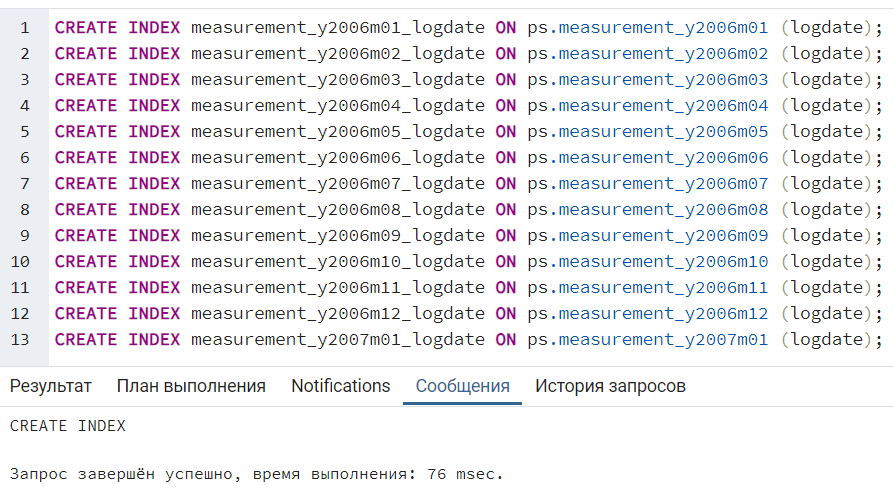 1 CREATE INDEX measurement_y2006m01_logdate ON ps.measurement_y2006m01 (logdate);
2 CREATE INDEX measurement_y2006m02_logdate ON ps.measurement_y2006m02 (logdate);
3 CREATE INDEX measurement_y2006m03_logdate ON ps.measurement_y2006m03 (logdate);
4 CREATE INDEX measurement_y2006m04_logdate ON ps.measurement_y2006m04 (logdate);
5 CREATE INDEX measurement_y2006m05_logdate ON ps.measurement_y2006m05 (logdate);
6 CREATE INDEX measurement_y2006m06_logdate ON ps.measurement_y2006m06 (logdate);
7 CREATE INDEX measurement_y2006m07_logdate ON ps.measurement_y2006m07 (logdate);
8 CREATE INDEX measurement_y2006m08_logdate ON ps.measurement_y2006m08 (logdate);
9 CREATE INDEX measurement_y2006m09_logdate ON ps.measurement_y2006m09 (logdate);
10 CREATE INDEX measurement_y2006m10_logdate ON ps.measurement_y2006m10 (logdate);
11 CREATE INDEX measurement_y2006m11_logdate ON ps.measurement_y2006m11 (logdate);
12 CREATE INDEX measurement_y2006m12_logdate ON ps.measurement_y2006m12 (logdate);
13 CREATE INDEX measurement_y2007m01_logdate ON ps.measurement_y2007m01 (logdate);
Результат План выполнения Notifications Сообщения История запросов
CREATE INDEX
Запрос завершён успешно, время выполнения: 76 msec.